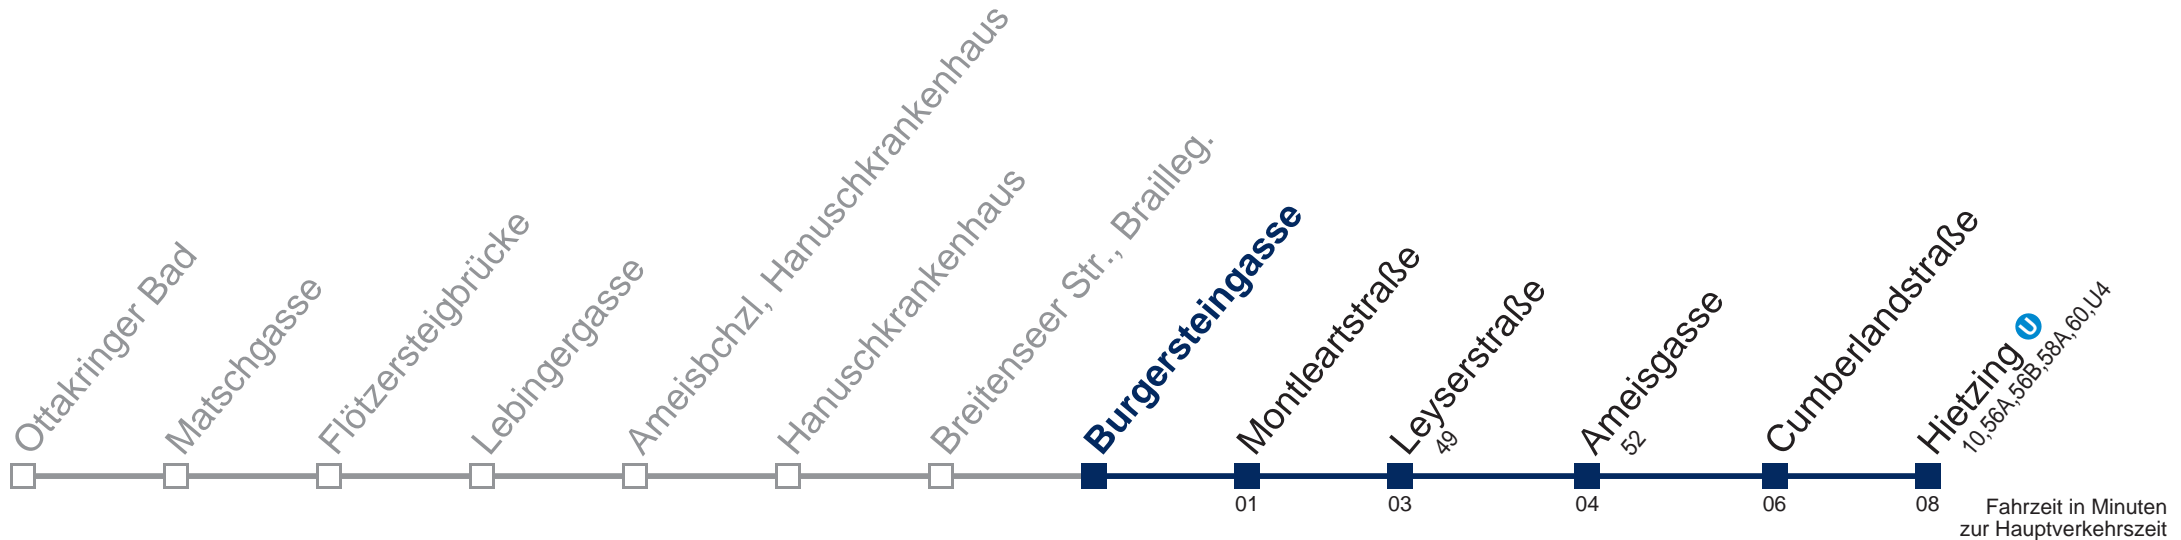 Ottakringer Bad
Matschgasse
Flötzersteigbrücke
Lebingergasse
Ameisbchzl, Hanuschkrankenhaus
Hanuschkrankenhaus
Breitenseer Str., Brailleg.
Burgersteingasse
Montleartstraße
Leyserstraße
49
Ameisgasse
52
Cumberlandstraße
Hietzing U
10,56A,56B,58A,60,U4
01
03
04
06
08
Fahrzeit in Minuten
zur Hauptverkehrszeit